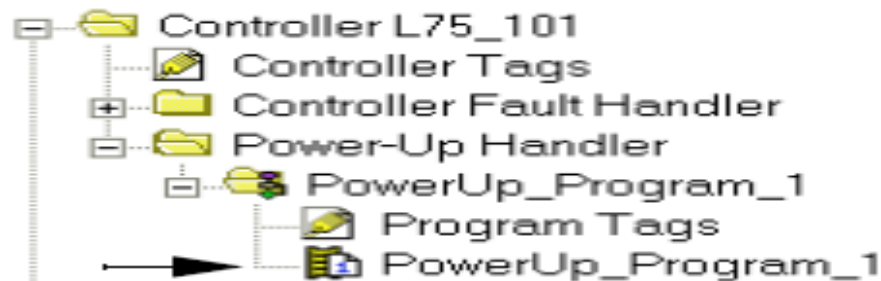 Controller L75_101
Controller Tags
Controller Fault Handler
Power-Up Handler
PowerUp_Program_1
Program Tags
PowerUp_Program_1